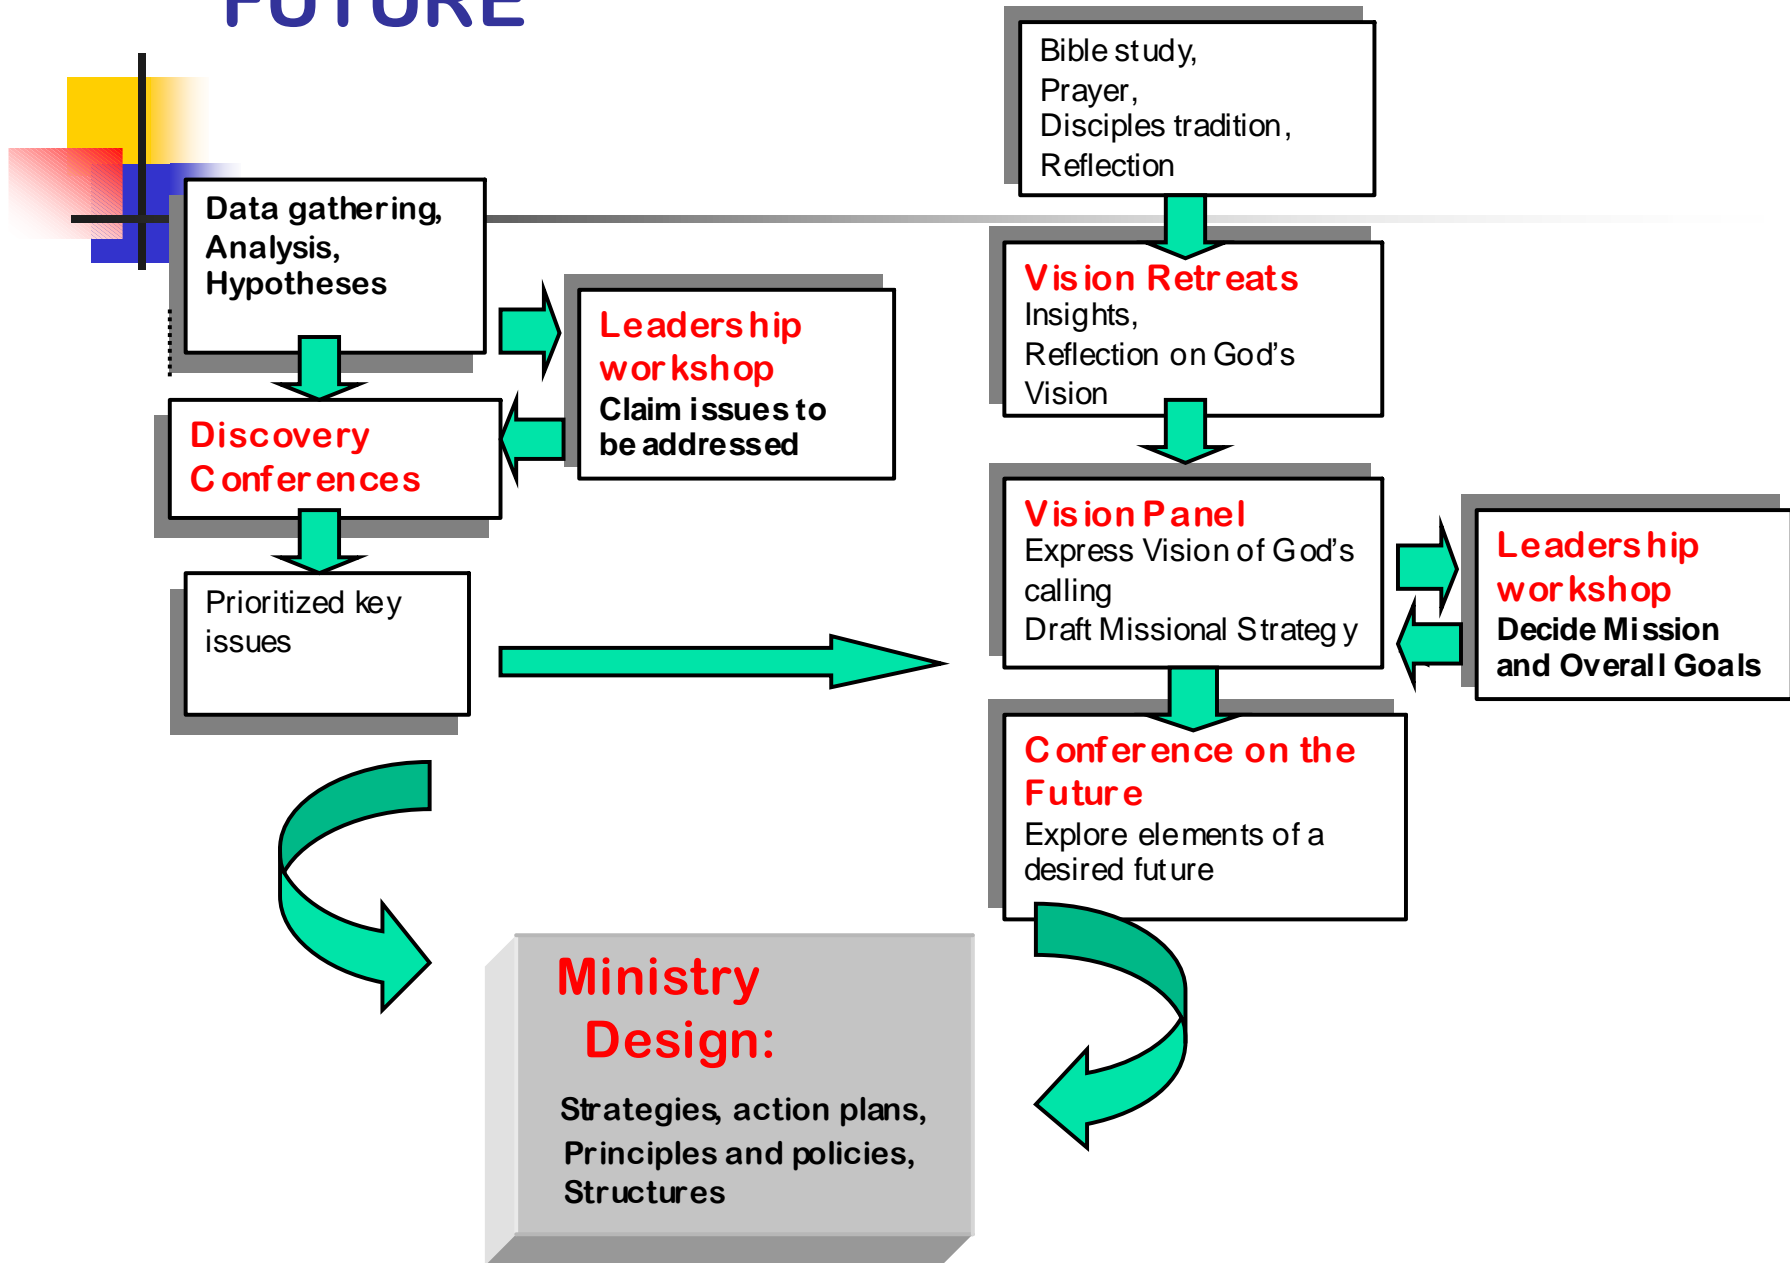 FUTURE
Data gathering,
Analysis,
Hypotheses
Leadership
workshop
Claim issues to
be addressed
Discovery
Conferences
Prioritized key
issues
Bible study,
Prayer,
Disciples tradition,
Reflection
Vision Retreats
Insights,
Reflection on God's
Vision
Vision Panel
Express Vision of God's
calling
Draft Missional Strategy
Leadership
workshop
Decide Mission
and Overall Goals
Conference on the
Future
Explore elements of a
desired future
Ministry
Design:
Strategies, action plans,
Principles and policies,
Structures